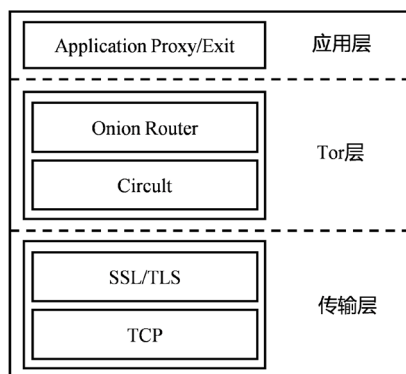 Application Proxy/Exit 应用层
Onion Router
Tor层
Circult
SSL/TLS
传输层
TCP